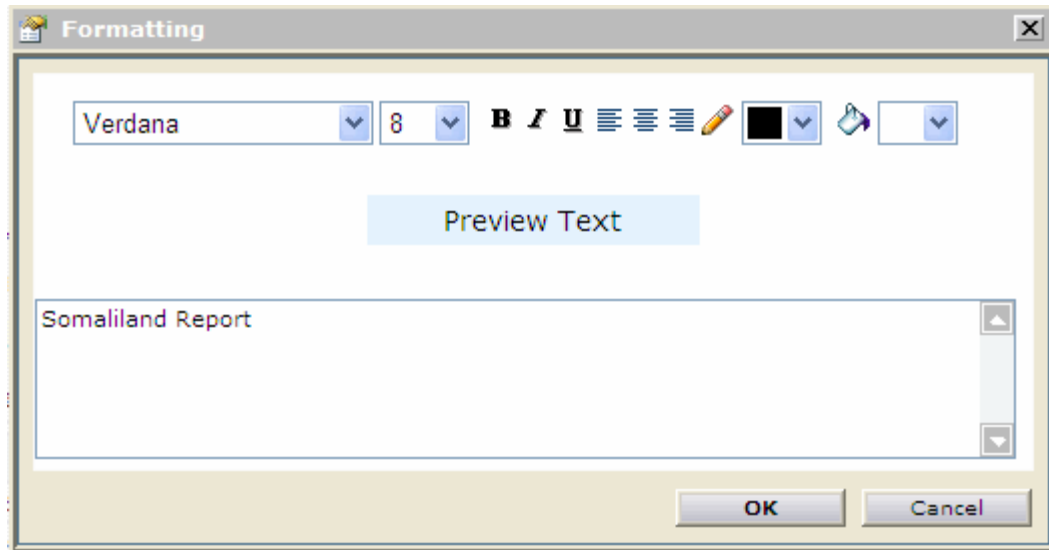 Formatting
Verdana 8 B I U
Preview Text
Somaliland Report
OK Cancel